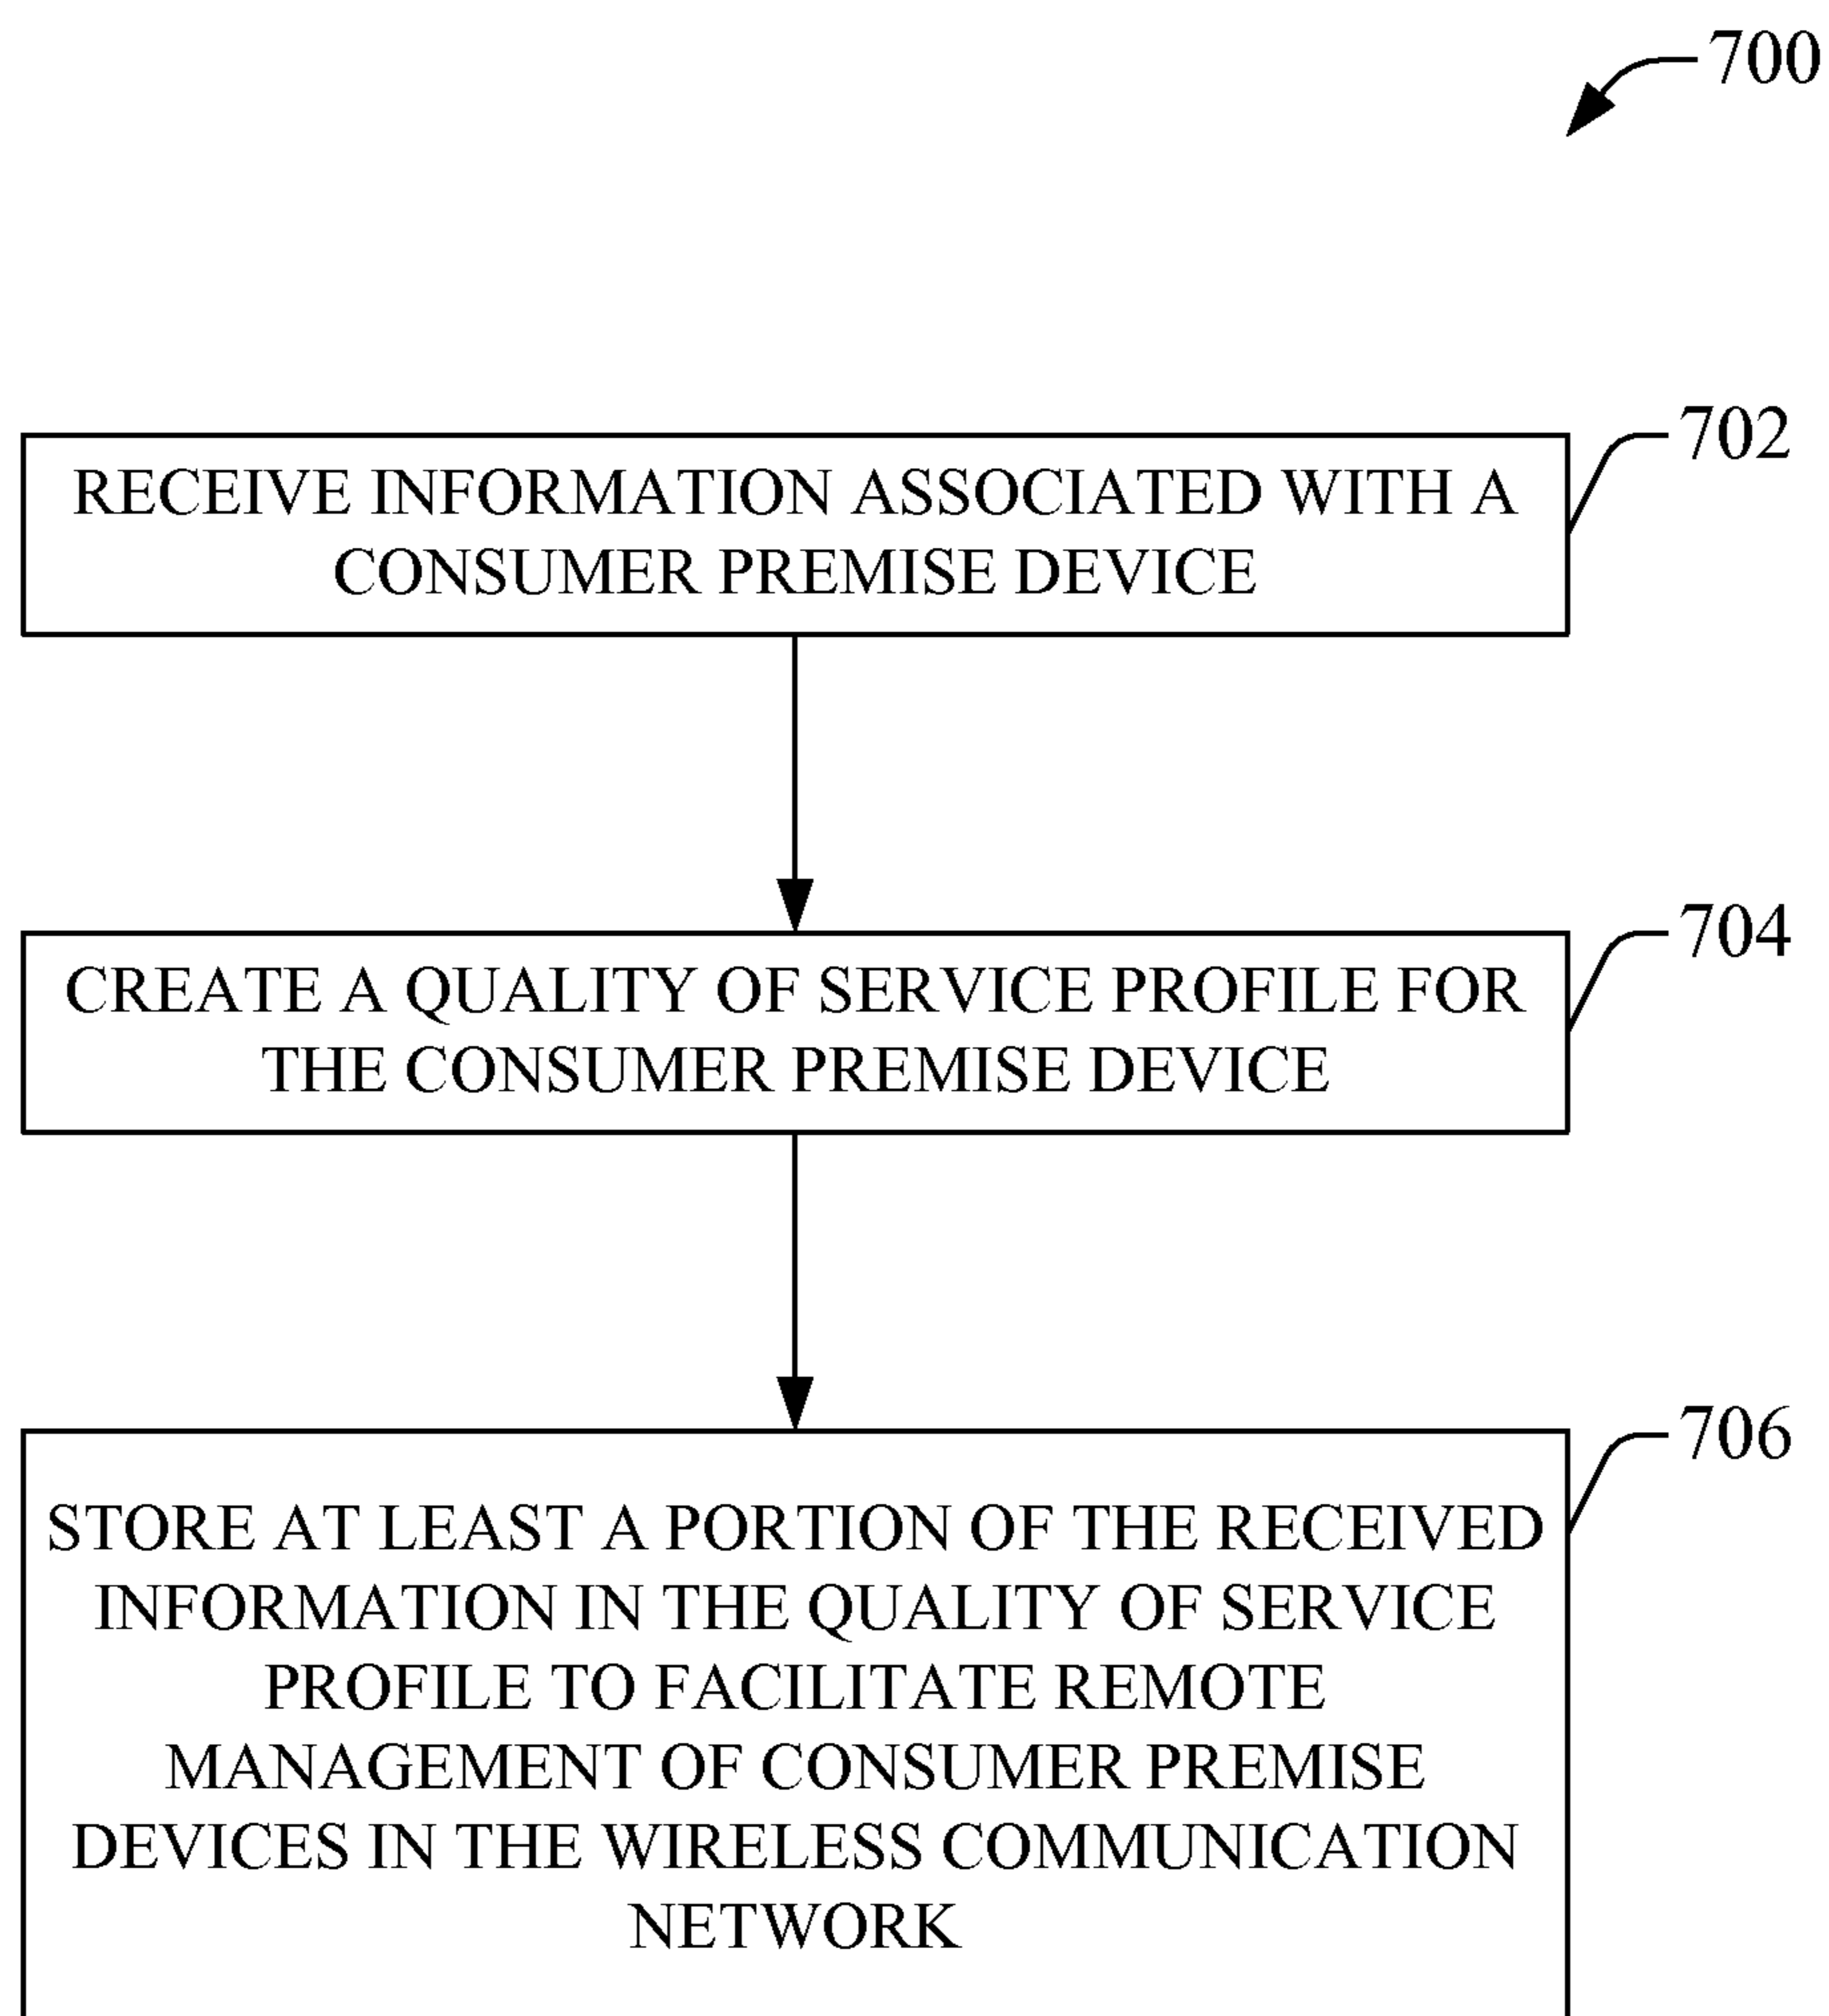 700
702
RECEIVE INFORMATION ASSOCIATED WITH A
CONSUMER PREMISE DEVICE
704
CREATE A QUALITY OF SERVICE PROFILE FOR
THE CONSUMER PREMISE DEVICE
706
STORE AT LEAST A PORTION OF THE RECEIVED
INFORMATION IN THE QUALITY OF SERVICE
PROFILE TO FACILITATE REMOTE
MANAGEMENT OF CONSUMER PREMISE
DEVICES IN THE WIRELESS COMMUNICATION
NETWORK